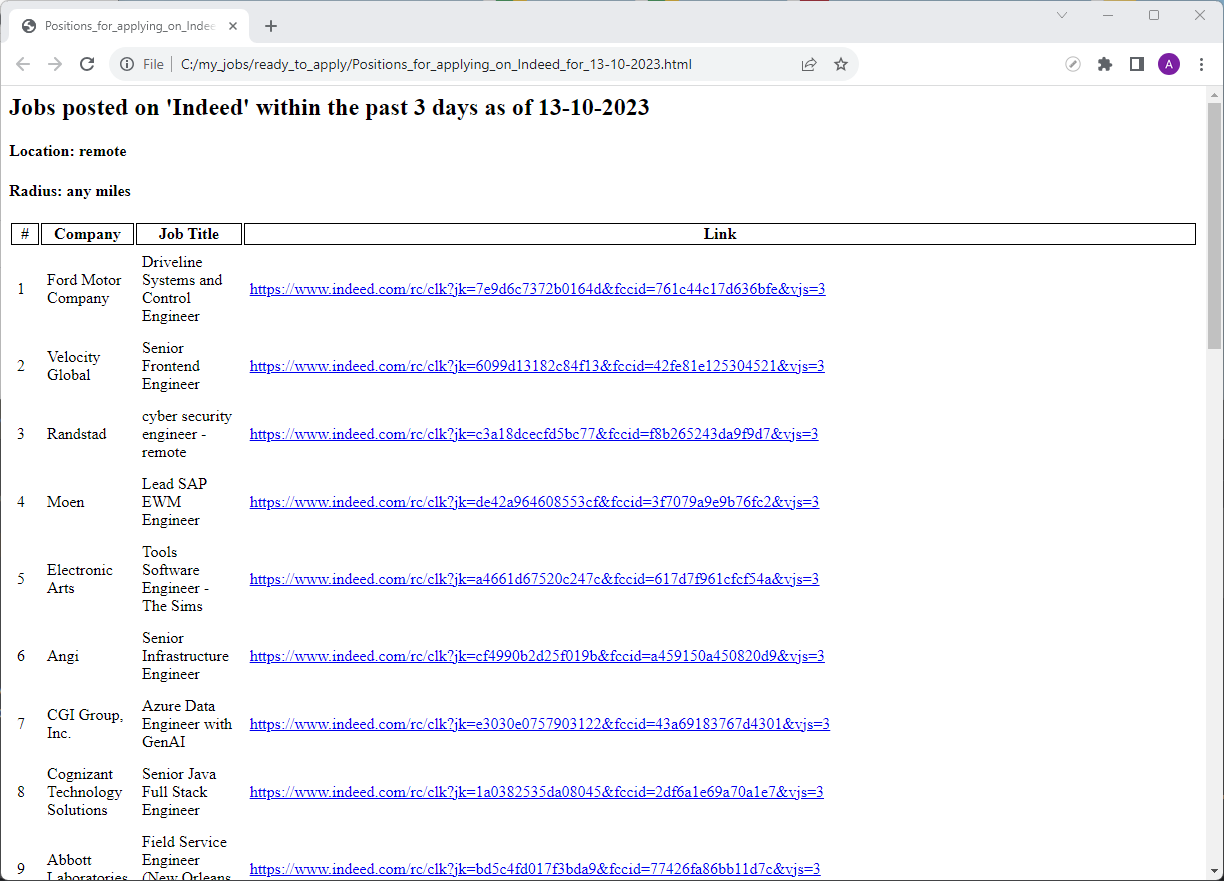 Positions_for_applying_on_Indee
File C:/my_jobs/ready_to_apply/Positions_for_applying_on_Indeed_for_13-10-2023.html
A
Jobs posted on 'Indeed' within the past 3 days as of 13-10-2023
Location: remote
Radius: any miles
# Company Job Title Link
1
Ford Motor
Company
Driveline
Systems and
Control
Engineer
https://www.indeed.com/rc/clk?jk=7e9d6c7372b0164d&fccid=761c44c17d636bfe&vjs=3
2
Velocity
Global
Senior
Frontend
Engineer
https://www.indeed.com/rc/clk?jk=6099d13182c84f13&fccid=42fe81e125304521&vjs=3
3
Randstad
cyber security
engineer -
remote
https://www.indeed.com/rc/clk?jk=c3a18dcecfd5bc77&fccid=f8b265243da9f9d7&vjs=3
4
Moen
Lead SAP
EWM
Engineer
https://www.indeed.com/rc/clk?jk=de42a964608553cf&fccid=3f7079a9e9b76fc2&vjs=3
5
Electronic
Arts
Tools
Software
Engineer -
The Sims
https://www.indeed.com/rc/clk?jk=a4661d67520c247c&fccid=617d7f961cfcf54a&vjs=3
6
Angi
Senior
Infrastructure
Engineer
https://www.indeed.com/rc/clk?jk=cf4990b2d25f019b&fccid=a459150a450820d9&vjs=3
7
CGI Group,
Inc.
Azure Data
Engineer with
GenAI
https://www.indeed.com/rc/clk?jk=e3030e0757903122&fccid=43a69183767d4301&vjs=3
8
Cognizant
Technology
Solutions
Senior Java
Full Stack
Engineer
https://www.indeed.com/rc/clk?jk=1a0382535da08045&fccid=2df6a1e69a70a1e7&vjs=3
9
Abbott
Laboratories
Field Service
Engineer
(New Orleans
https://www.indeed.com/rc/clk?jk=bd5c4fd017f3bda9&fccid=77426fa86bb11d7c&vjs=3